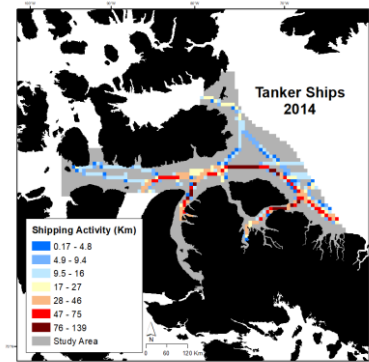 Tanker Ships
2014
Shipping Activity (Km)
0.17 - 4.8
4.9 - 9.4
9.5 - 16
17 - 27
28 - 46
47 - 75
76 - 139
Study Area
N
0 30 60 120 Km